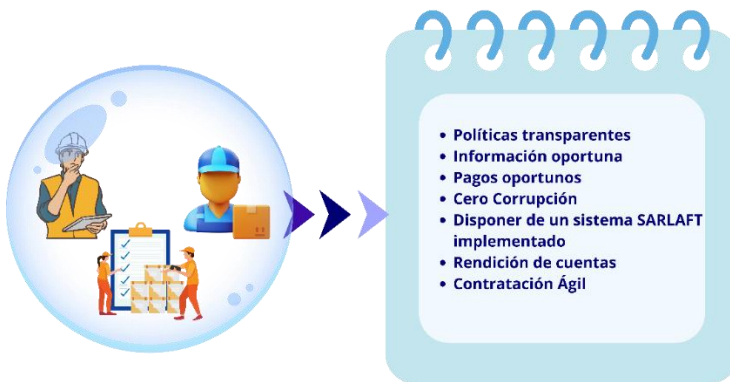 • Políticas transparentes
• Información oportuna
• Pagos oportunos
• Cero Corrupción
• Disponer de un sistema SARLAFT
implementado
• Rendición de cuentas
• Contratación Ágil